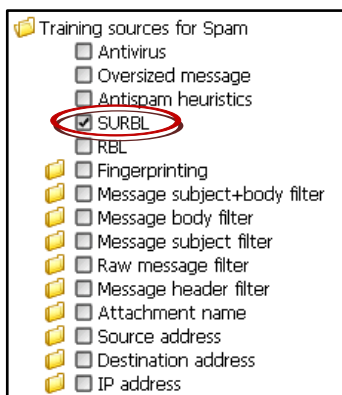 Training sources for Spam
Antivirus
Oversized message
Antispam heuristics
SURBL
RBL
Fingerprinting
Message subject+body filter
Message body filter
Message subject filter
Raw message filter
Message header filter
Attachment name
Source address
Destination address
IP address